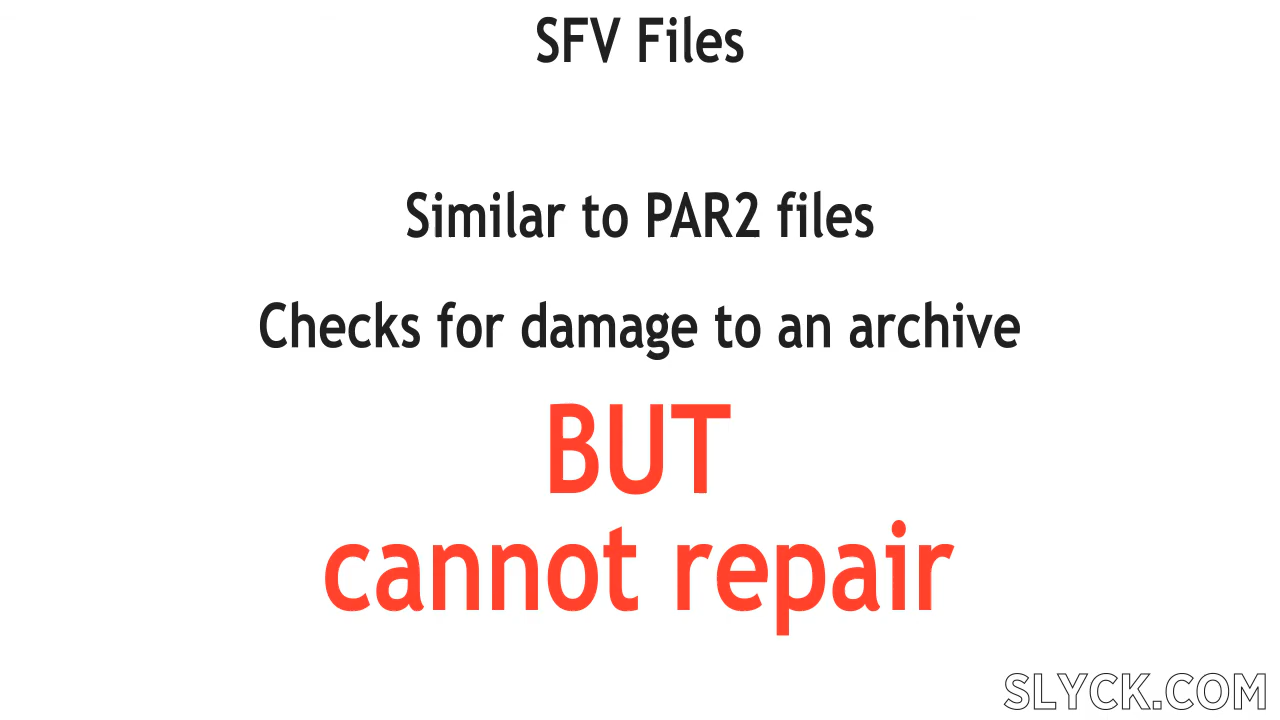 SFV Files
Similar to PAR2 files
Checks for damage to an archive
BUT
cannot repair
SLYCK.COM